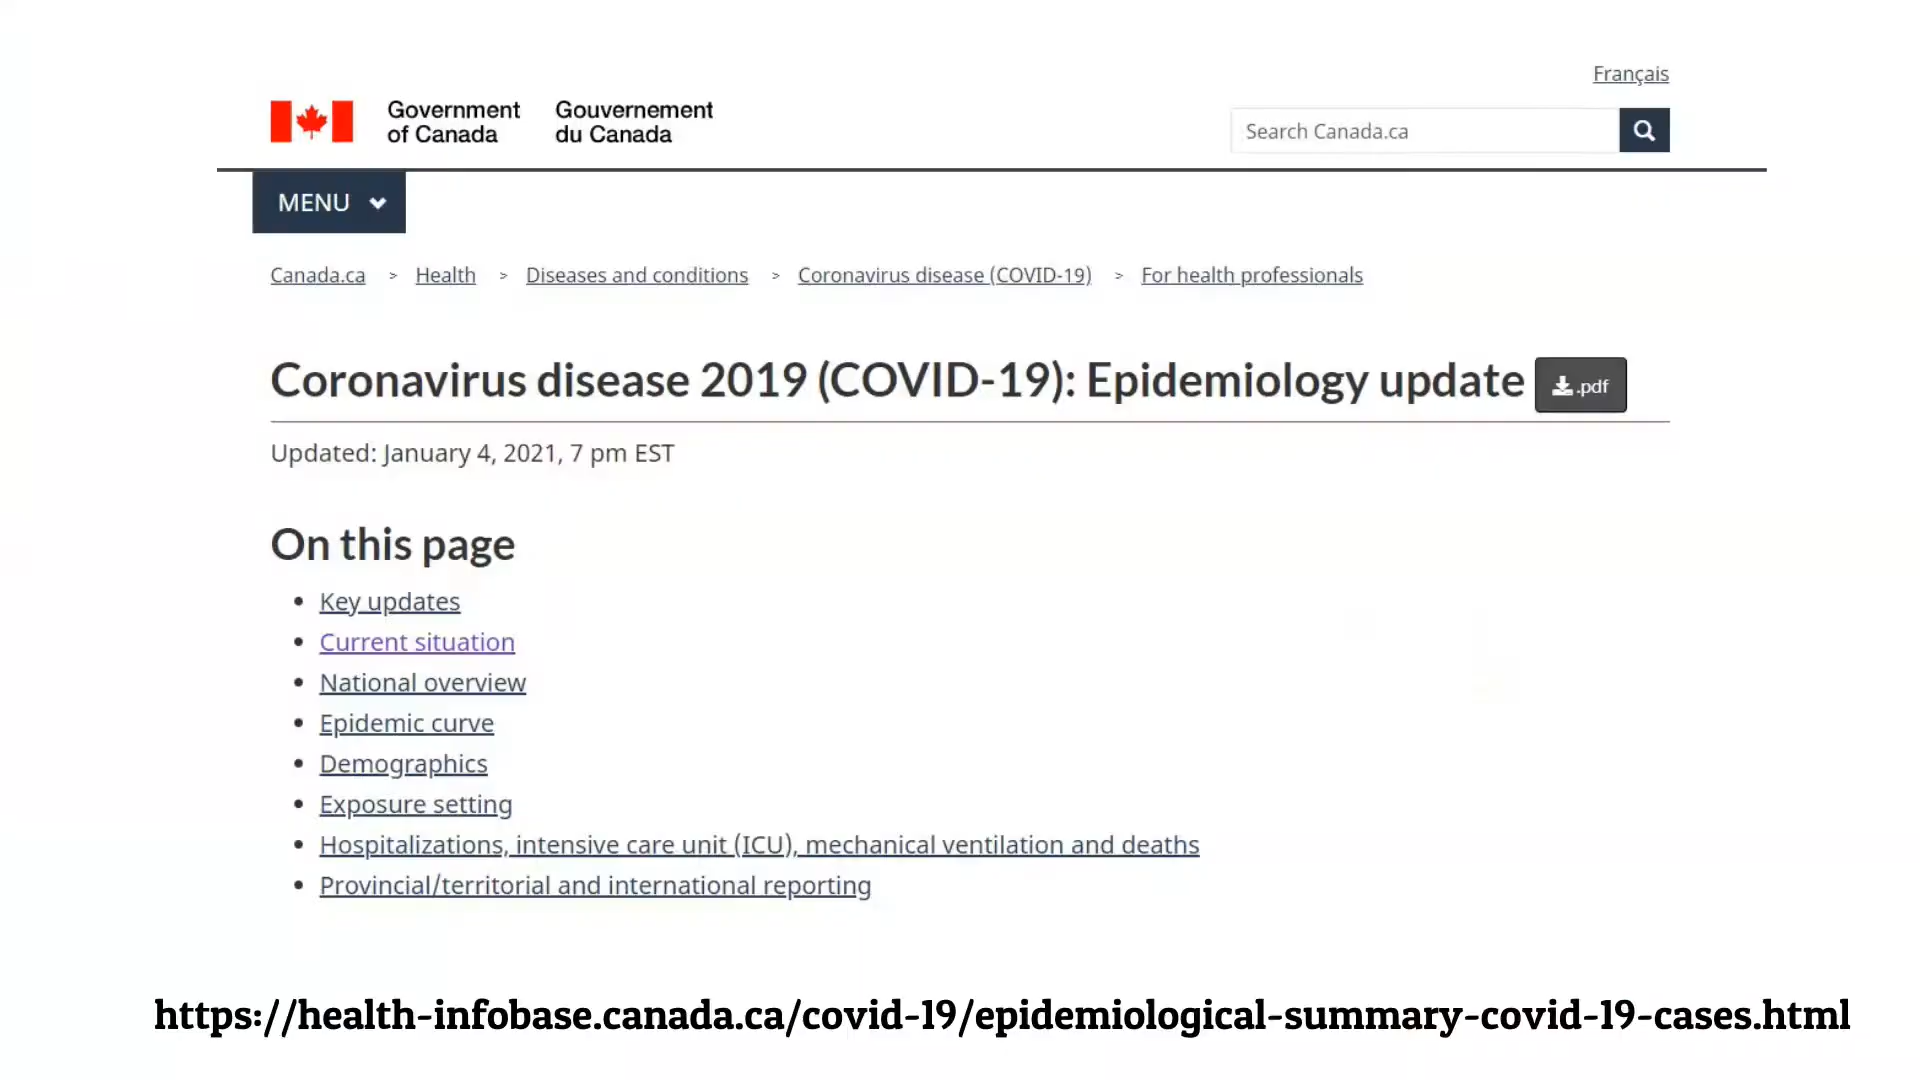 Français
Government of Canada
Gouvernement du Canada
Search Canada.ca
MENU
Canada.ca > Health > Diseases and conditions > Coronavirus disease (COVID-19) > For health professionals
Coronavirus disease 2019 (COVID-19): Epidemiology update .pdf
Updated: January 4, 2021, 7 pm EST
On this page
Key updates
Current situation
National overview
Epidemic curve
Demographics
Exposure setting
Hospitalizations, intensive care unit (ICU), mechanical ventilation and deaths
Provincial/territorial and international reporting
https://health-infobase.canada.ca/covid-19/epidemiological-summary-covid-19-cases.html